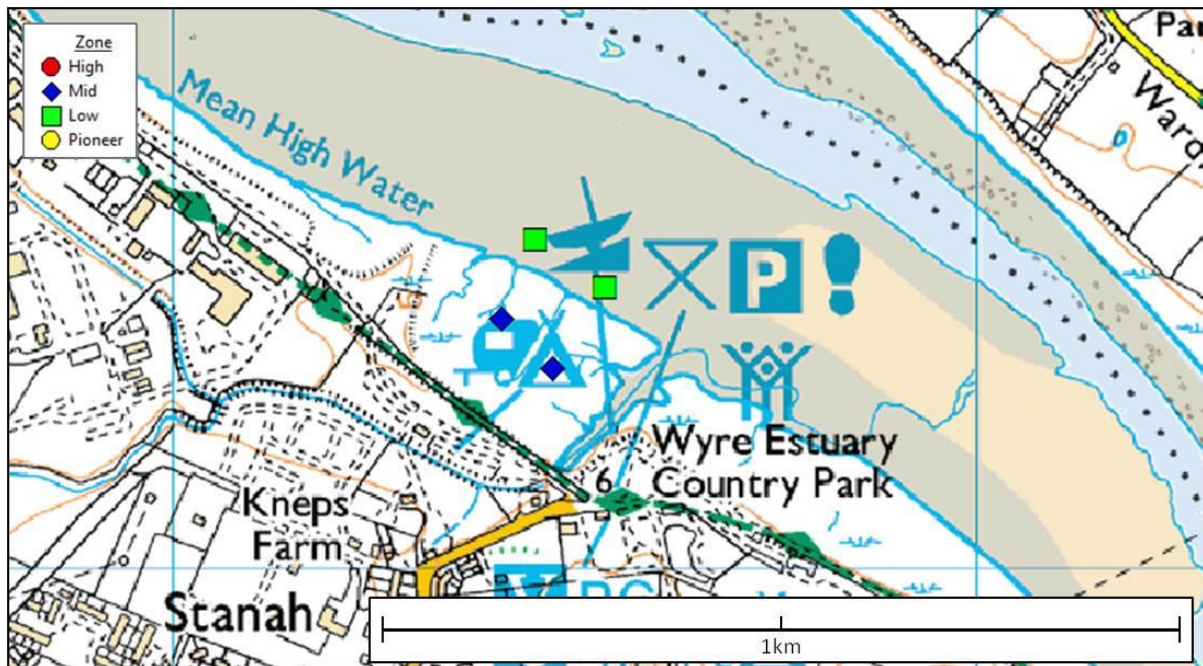 Zone
High
Mid
Low
Pioneer
Mean High Water
P
6
Wyre Estuary
Country Park
Kneps
Farm
Stanah
1km